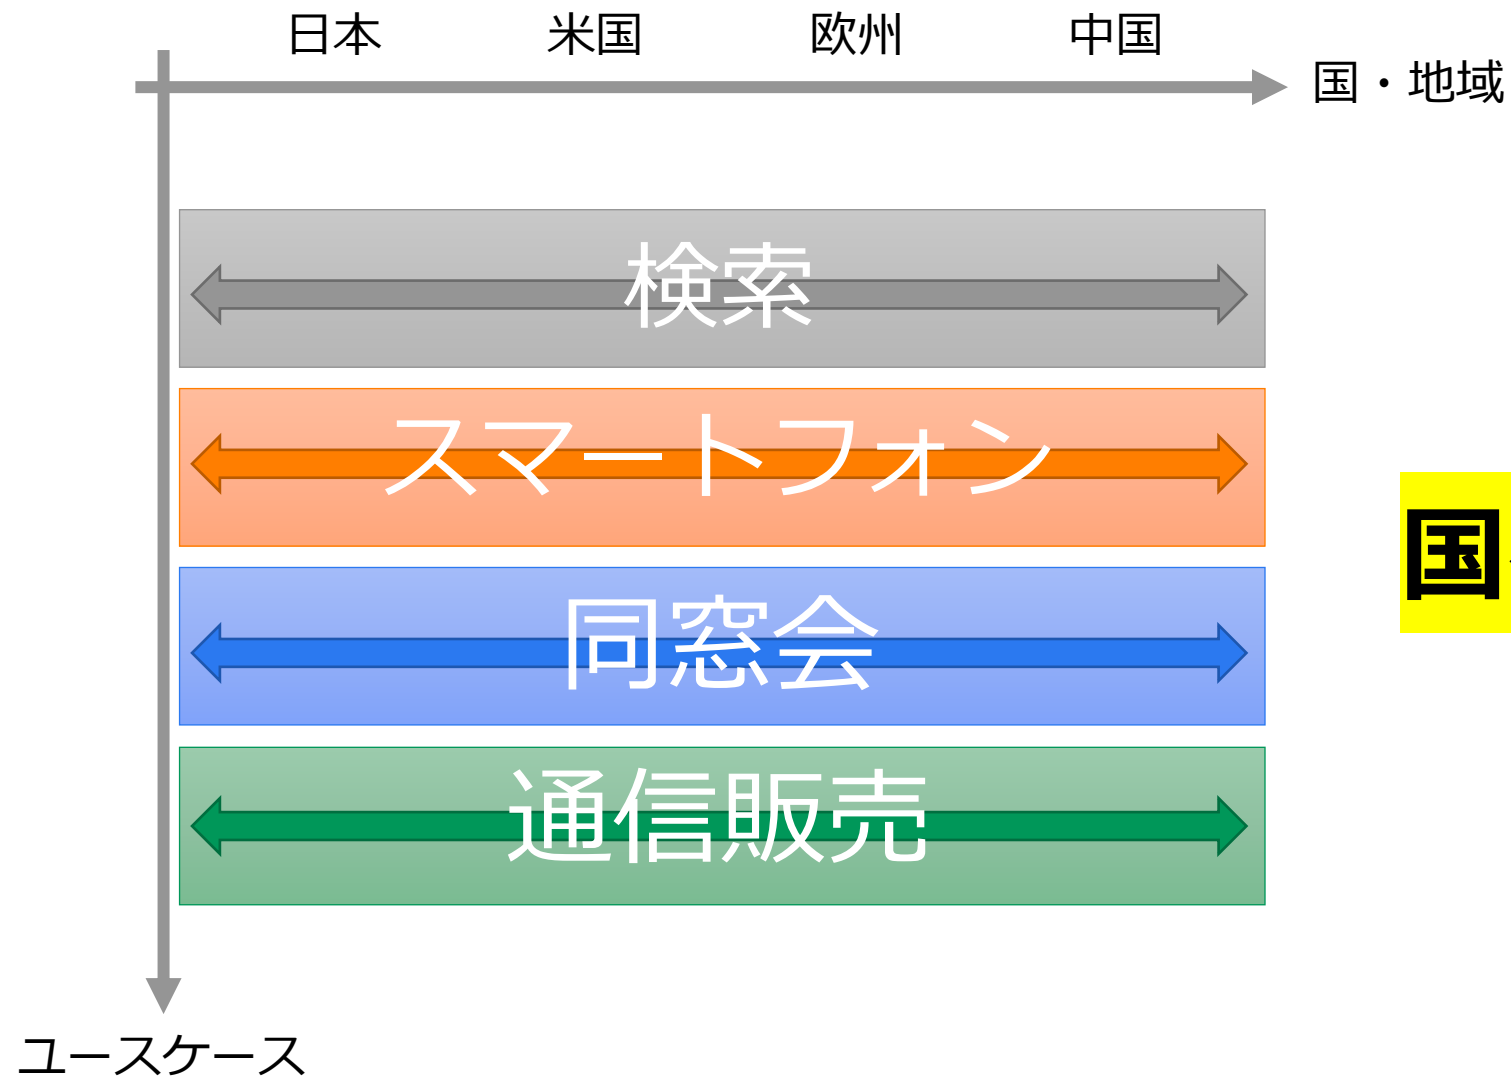 日本 米国 欧州 中国
国・地域
検索
スマートフォン
国
同窓会
通信販売
ユースケース